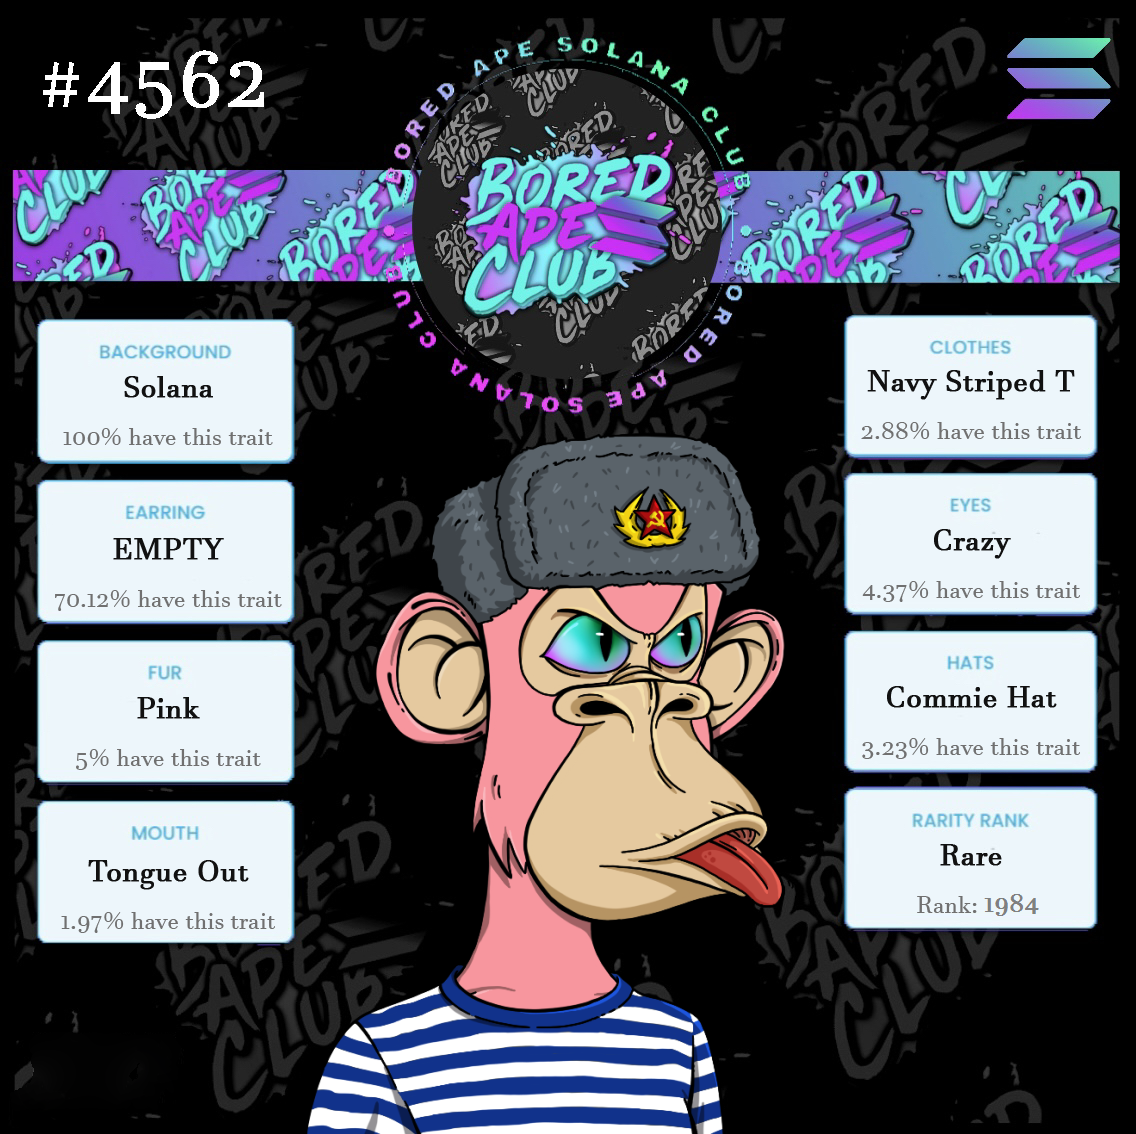 #4562
BORED APE SOLANA CLUB
BORED APE SOLANA CLUB
BORED
APE
CLUB
BACKGROUND
Solana
100% have this trait
EARRING
EMPTY
70.12% have this trait
FUR
Pink
5% have this trait
MOUTH
Tongue Out
1.97% have this trait
CLOTHES
Navy Striped T
2.88% have this trait
EYES
Crazy
4.37% have this trait
HATS
Commie Hat
3.23% have this trait
RARITY RANK
Rare
Rank: 1984